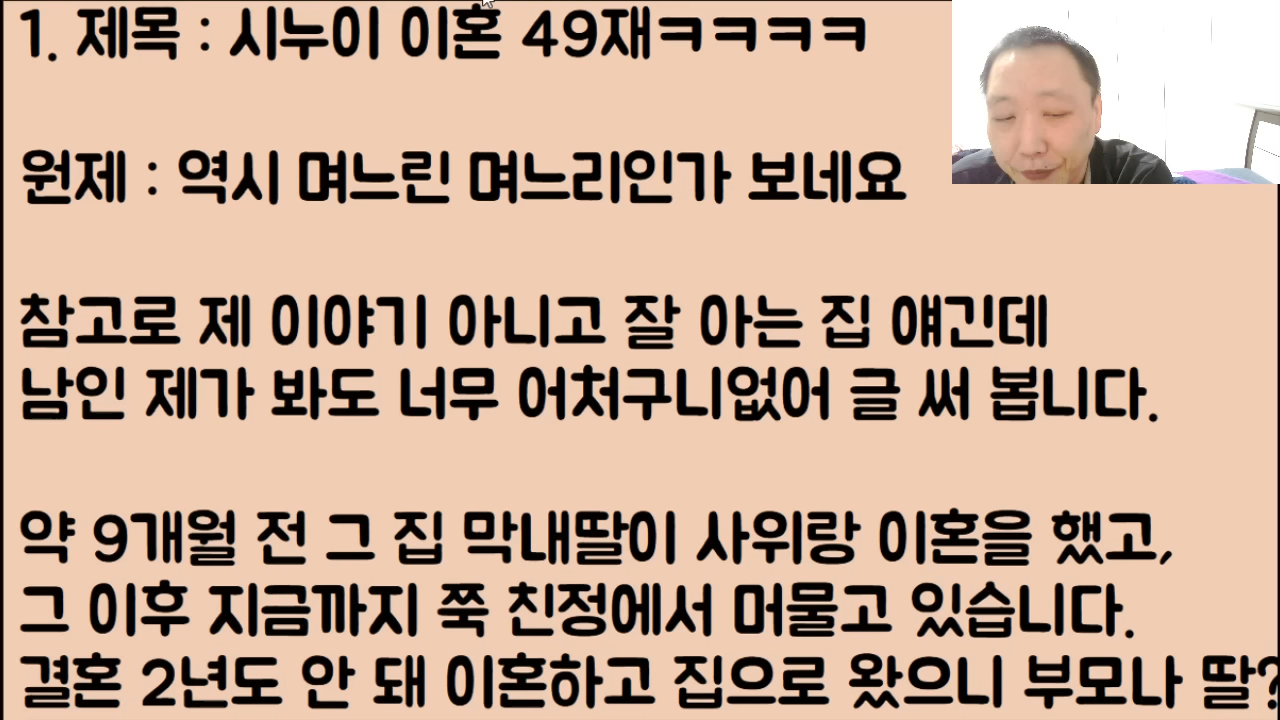 1. 제목 : 시누이 이혼 49재ㅋㅋㅋㅋ
원제 : 역시 며느린 며느리인가 보네요
참고로 제 이야기 아니고 잘 아는 집 얘긴데
남인 제가 봐도 너무 어처구니없어 글 써 봅니다.
약 9개월 전 그 집 막내딸이 사위랑 이혼을 했고,
그 이후 지금까지 쭉 친정에서 머물고 있습니다.
결혼 2년도 안 돼 이혼하고 집으로 왔으니 부모나 딸?